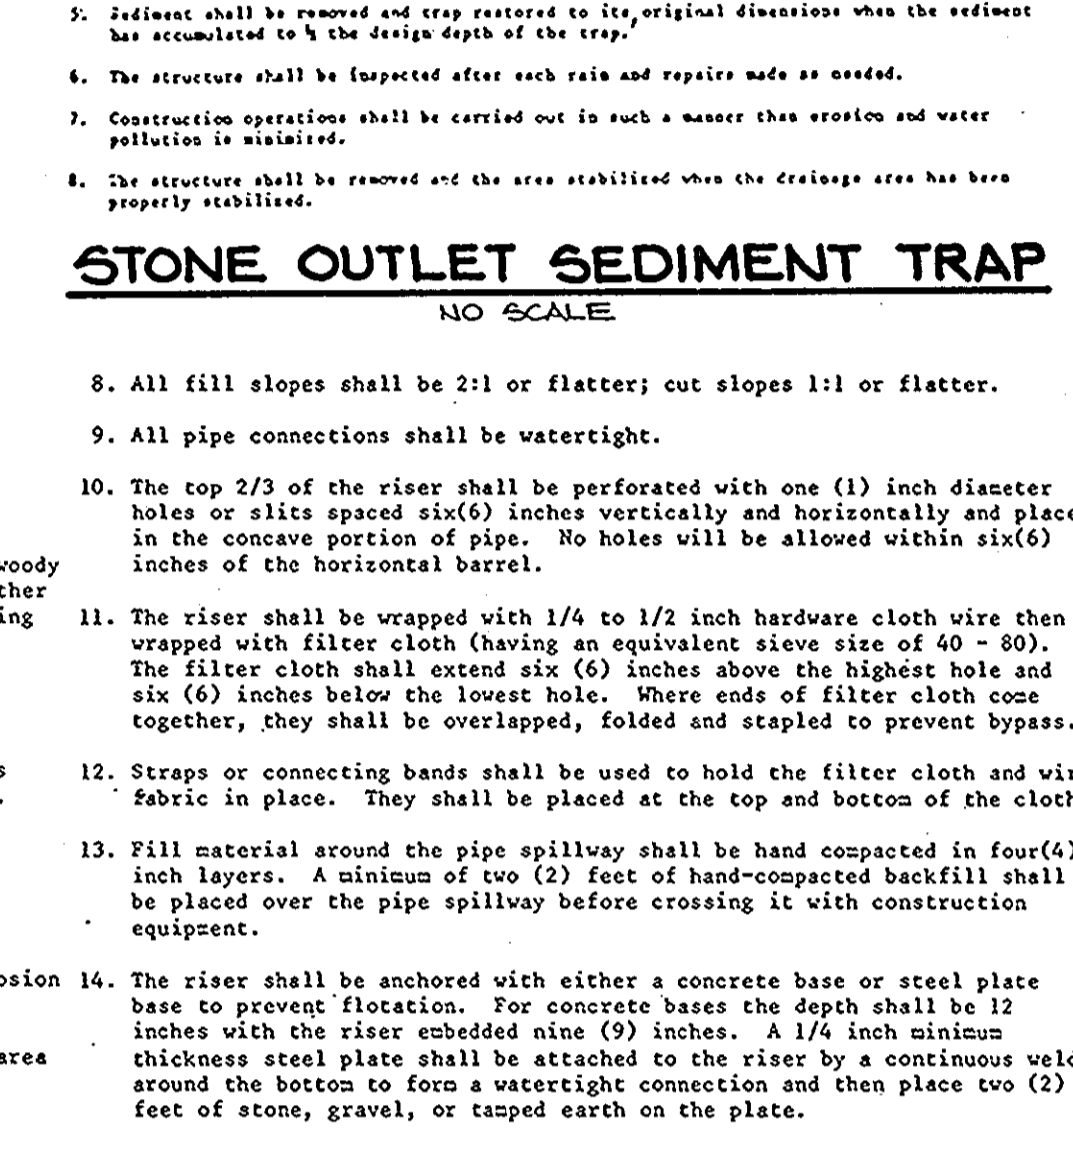 5. Sediment shall be removed and trap restored to its original dimensions when the sediment
has accumulated to ½ the design depth of the trap.
6. The structure shall be inspected after each rain and repairs made as needed.
7. Construction operations shall be carried out in such a manner than erosion and water
pollution is minimized.
8. The structure shall be removed and the area stabilized when the drainage area has been
properly stabilized.
STONE OUTLET SEDIMENT TRAP
NO SCALE
8. All fill slopes shall be 2:1 or flatter; cut slopes 1:1 or flatter.
9. All pipe connections shall be watertight.
10. The top 2/3 of the riser shall be perforated with one (1) inch diameter
holes or slits spaced six(6) inches vertically and horizontally and place
in the concave portion of pipe. No holes will be allowed within six(6)
inches of the horizontal barrel.
woody
ther
ing
11. The riser shall be wrapped with 1/4 to 1/2 inch hardware cloth wire then
wrapped with filter cloth (having an equivalent sieve size of 40 - 80).
The filter cloth shall extend six (6) inches above the highest hole and
six (6) inches below the lowest hole. Where ends of filter cloth come
together, they shall be overlapped, folded and stapled to prevent bypass.
s
.
12. Straps or connecting bands shall be used to hold the filter cloth and wir
fabric in place. They shall be placed at the top and bottom of the cloth
13. Fill material around the pipe spillway shall be hand compacted in four(4)
inch layers. A minimum of two (2) feet of hand-compacted backfill shall
be placed over the pipe spillway before crossing it with construction
equipment.
osion
area
14. The riser shall be anchored with either a concrete base or steel plate
base to prevent flotation. For concrete bases the depth shall be 12
inches with the riser embedded nine (9) inches. A 1/4 inch minimum
thickness steel plate shall be attached to the riser by a continuous weld
around the bottom to form a watertight connection and then place two (2)
feet of stone, gravel, or tamped earth on the plate.